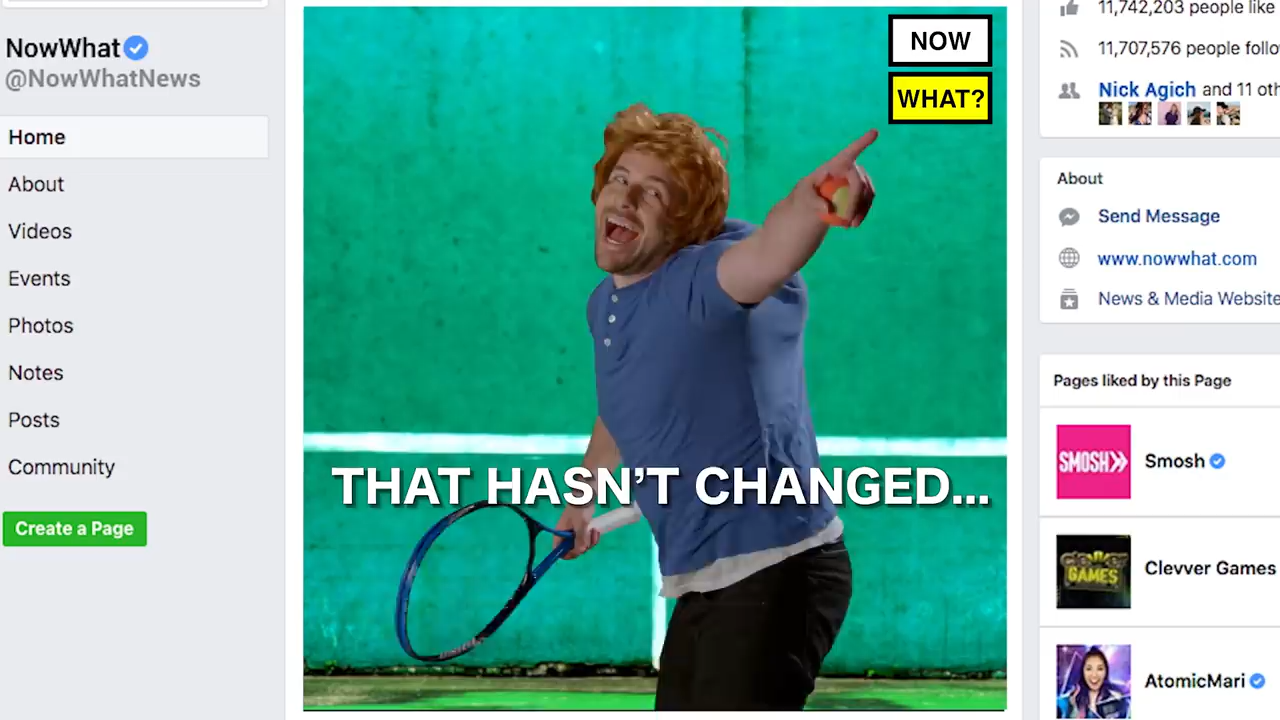 NowWhat
@NowWhatNews
Home
About
Videos
Events
Photos
Notes
Posts
Community
Create a Page
NOW
WHAT?
THAT HASN'T CHANGED...
11,742,203 people like
11,707,576 people follo
Nick Agich and 11 oth
About
Send Message
www.nowwhat.com
News & Media Website
Pages liked by this Page
SMOSH
Smosh
clevver
GAMES
Clevver Games
AtomicMari